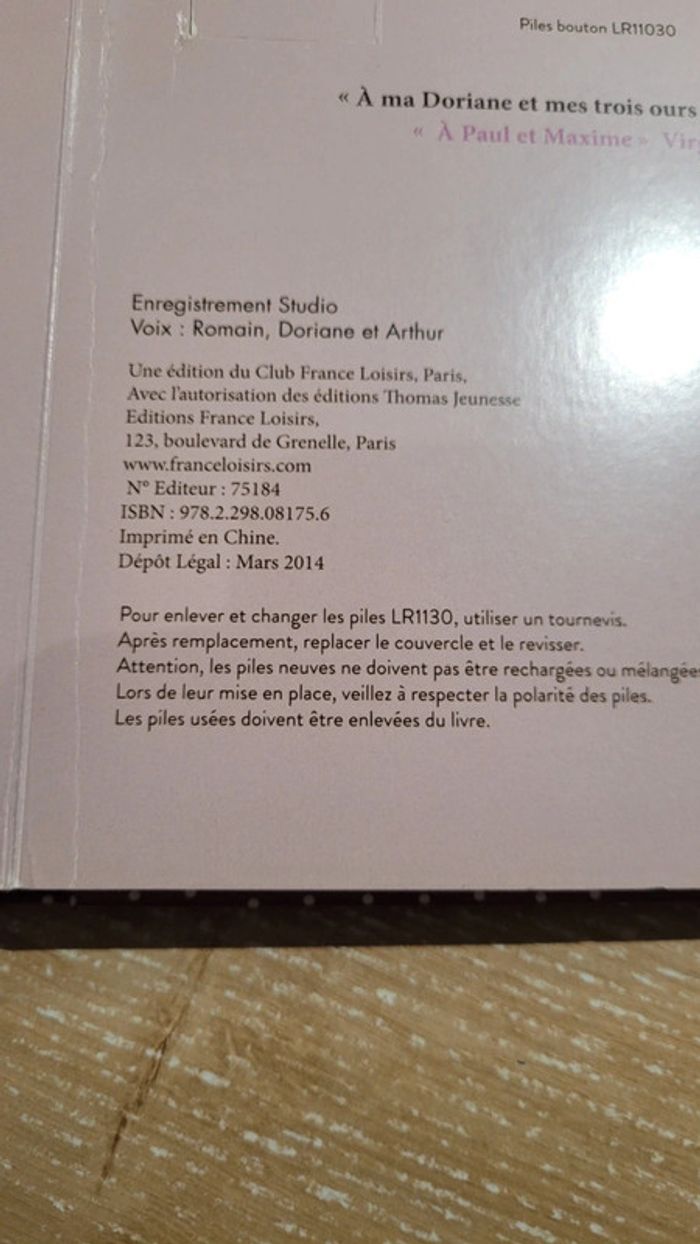 Piles bouton LR11030
« À ma Doriane et mes trois ours
« À Paul et Maxime »
Enregistrement Studio
Voix : Romain, Doriane et Arthur
Une édition du Club France Loisirs, Paris,
Avec l'autorisation des éditions Thomas Jeunesse
Editions France Loisirs,
123, boulevard de Grenelle, Paris
www.franceloisirs.com
N° Editeur : 75184
ISBN : 978.2.298.08175.6
Imprimé en Chine.
Dépôt Légal : Mars 2014
Pour enlever et changer les piles LR1130, utiliser un tournevis.
Après remplacement, replacer le couvercle et le revisser.
Attention, les piles neuves ne doivent pas être rechargées ou mélangées
Lors de leur mise en place, veillez à respecter la polarité des piles.
Les piles usées doivent être enlevées du livre.